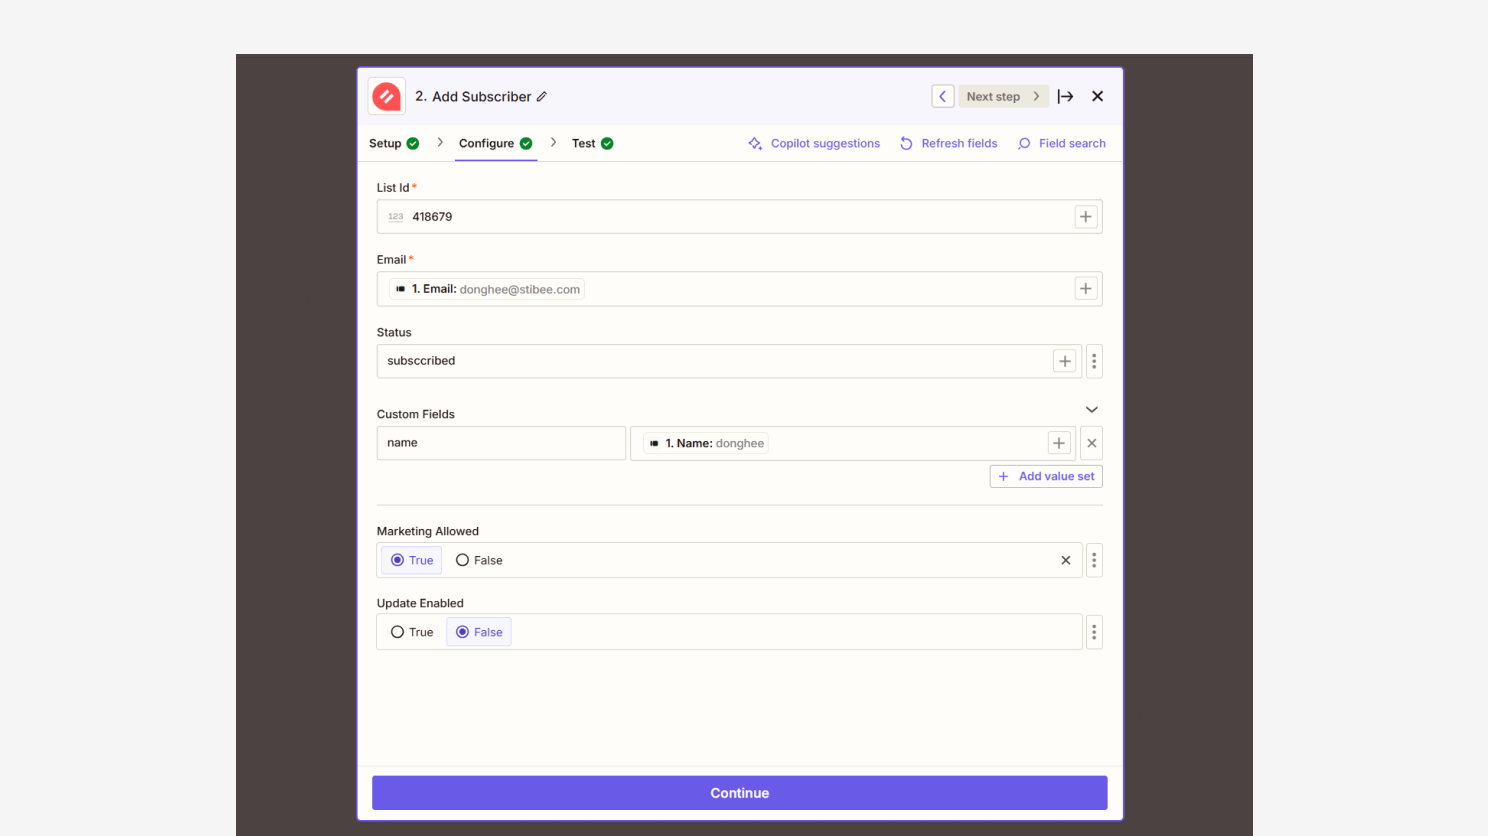 2. Add Subscriber
Next step
Setup
Configure
Test
Copilot suggestions
Refresh fields
Field search
List Id*
123 418679
Email*
1. Email: donghee@stibee.com
Status
subsccribed
Custom Fields
name
1. Name: donghee
+ Add value set
Marketing Allowed
True
False
Update Enabled
True
False
Continue